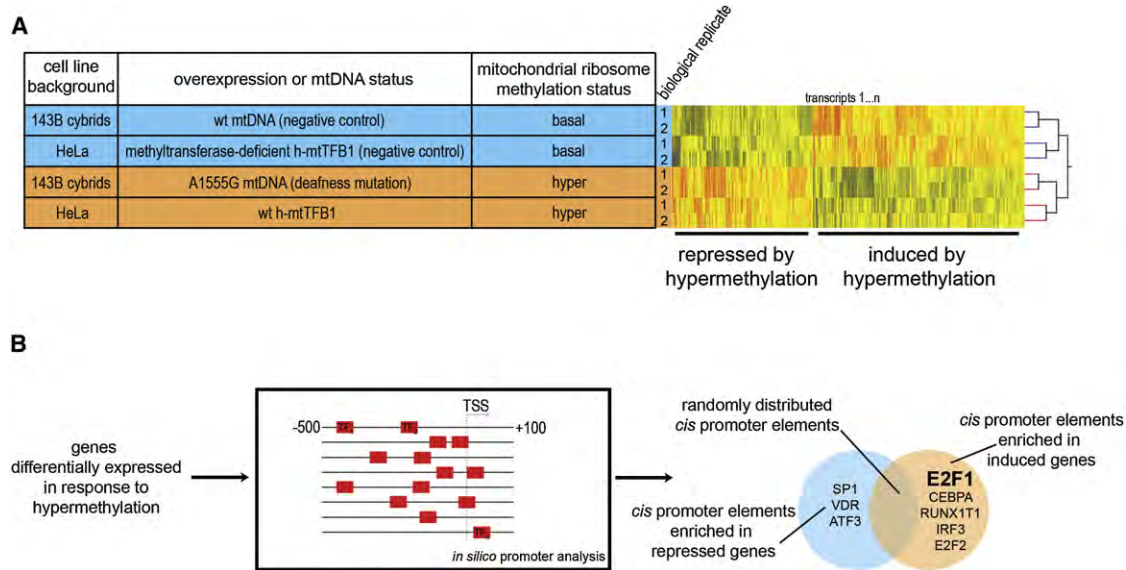 A
cell line
background
overexpression or mtDNA status
mitochondrial ribosome
methylation status
biological replicate
transcripts 1...n
143B cybrids
wt mtDNA (negative control)
basal
1
2
HeLa
methyltransferase-deficient h-mtTFB1 (negative control)
basal
1
2
143B cybrids
A1555G mtDNA (deafness mutation)
hyper
1
2
HeLa
wt h-mtTFB1
hyper
1
2
repressed by
hypermethylation
induced by
hypermethylation
B
genes
differentially expressed
in response to
hypermethylation
TSS
-500
TF
TF
+100
TF
in silico promoter analysis
randomly distributed
cis promoter elements
cis promoter elements
enriched in
induced genes
cis promoter elements
enriched in
repressed genes
SP1
VDR
ATF3
E2F1
CEBPA
RUNX1T1
IRF3
E2F2